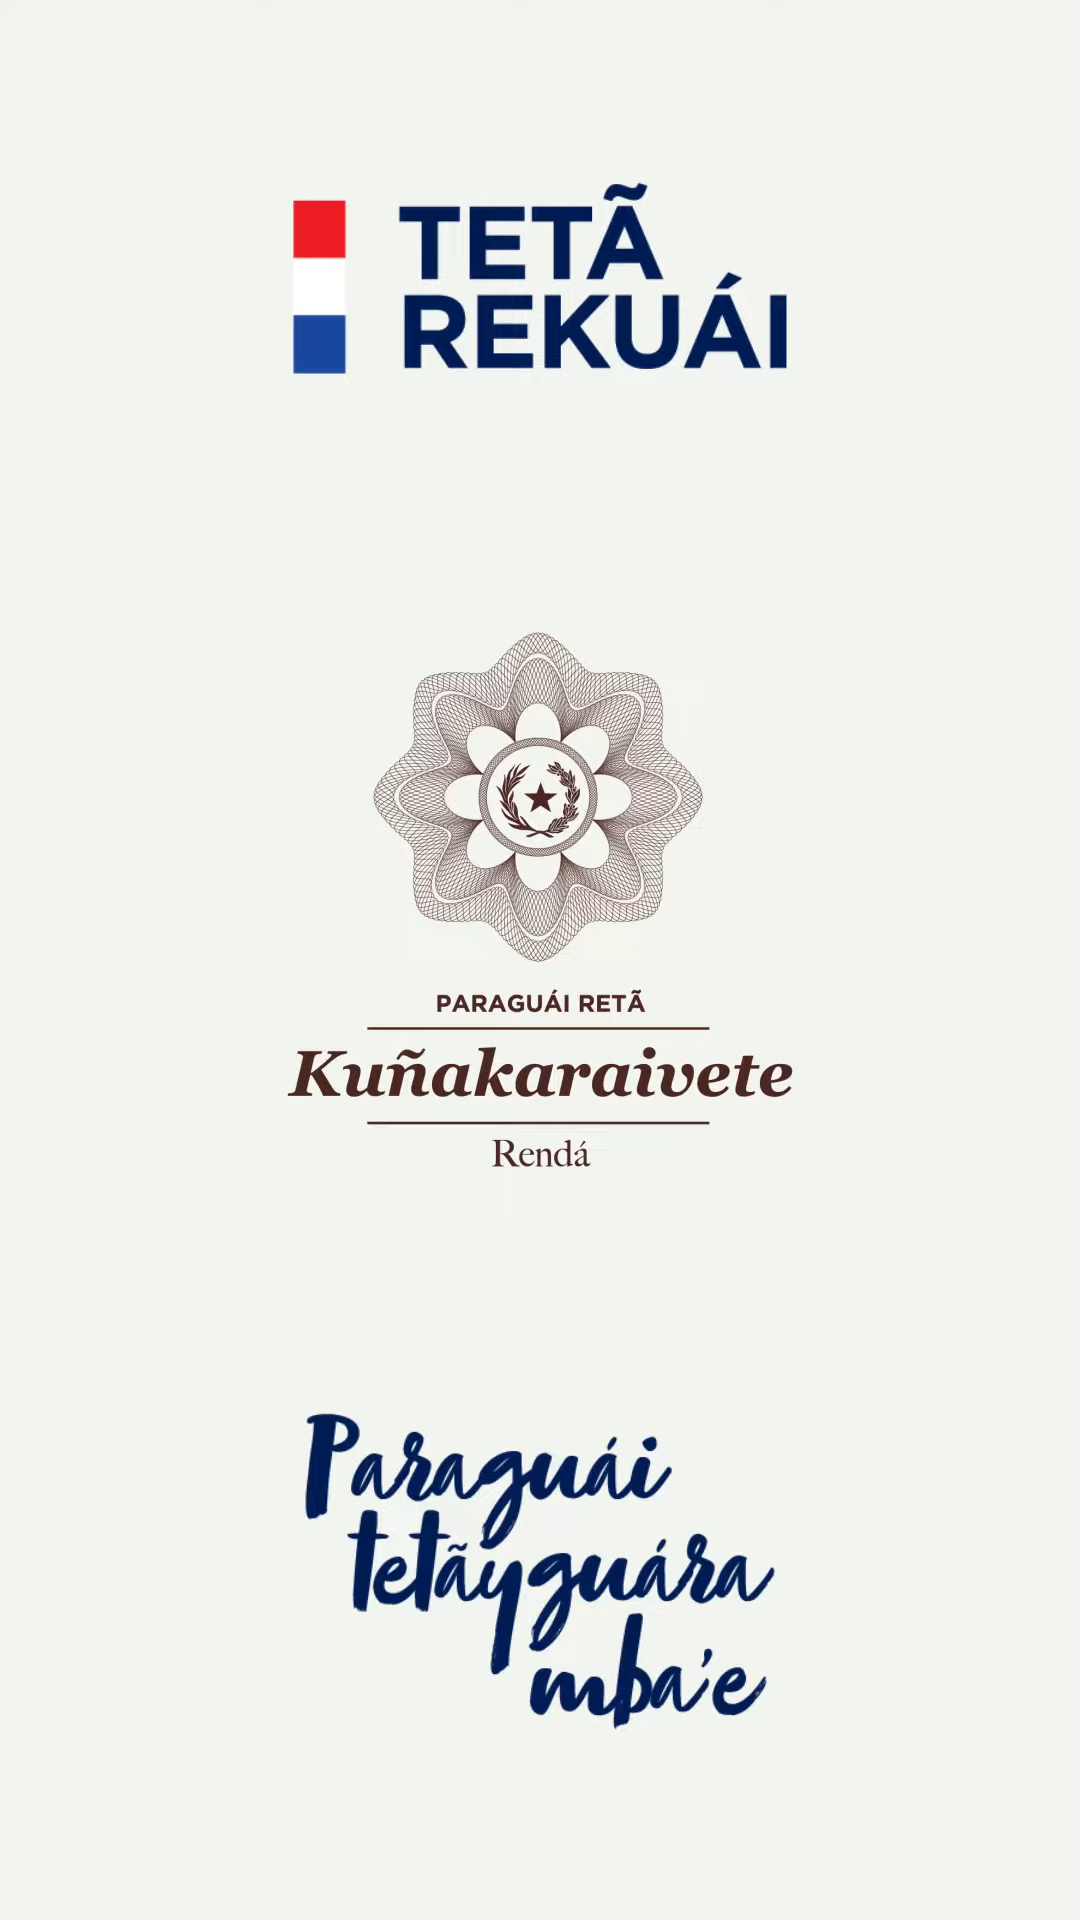 TETÃ
REKUÁI
PARAGUÁI RETÃ
Kuñakaraivete
Rendá
Paraguái
tetãyguára
mba'e